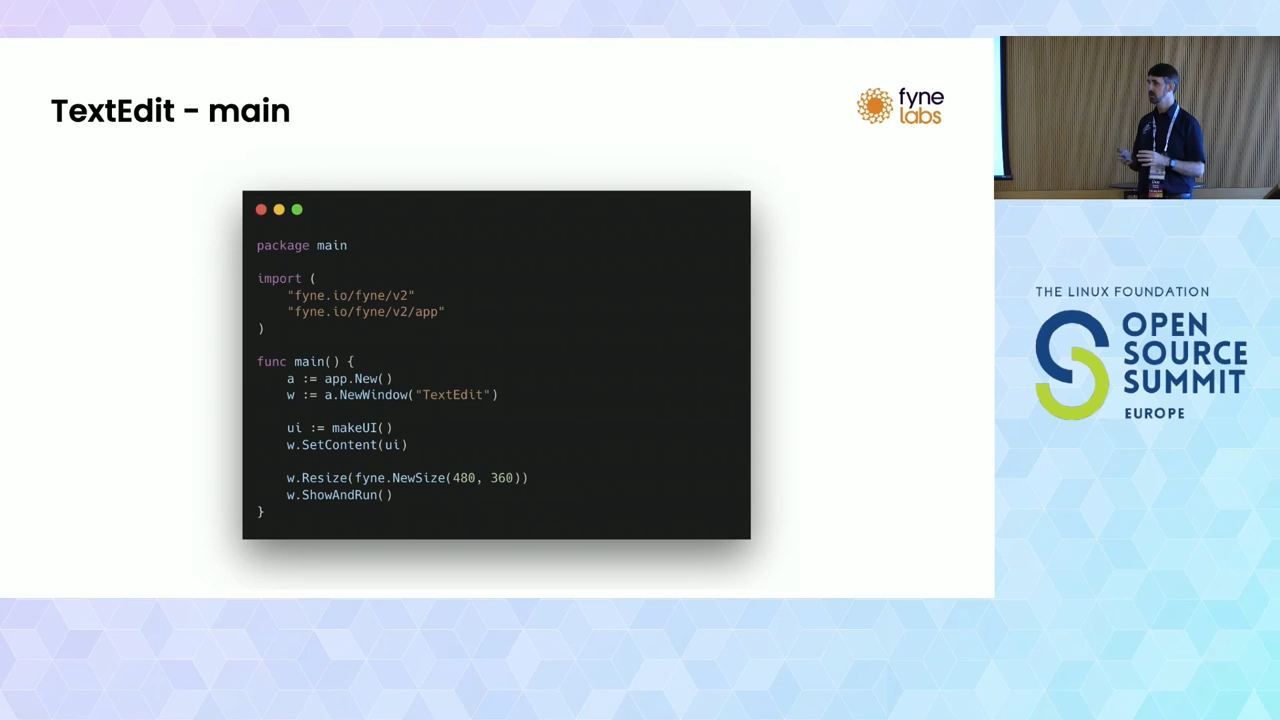 TextEdit - main
fyne
labs
package main
import (
"fyne.io/fyne/v2"
"fyne.io/fyne/v2/app"
)
func main() {
a := app.New()
w := a.NewWindow("TextEdit")
ui := makeUI()
w.SetContent(ui)
w.Resize(fyne.NewSize(480, 360))
w.ShowAndRun()
}
THE LINUX FOUNDATION
OPEN
SOURCE
SUMMIT
EUROPE